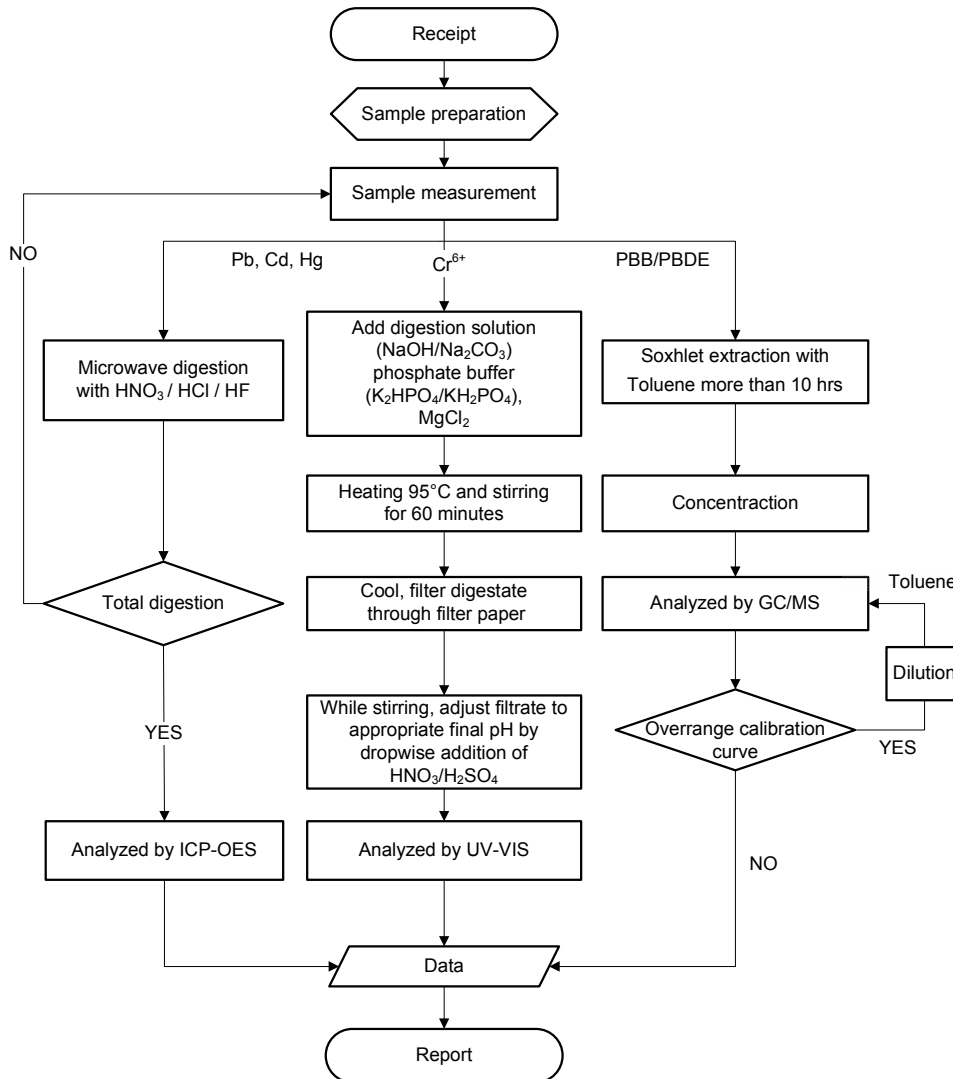 Receipt
Sample preparation
Sample measurement
NO
Pb, Cd, Hg
Cr⁶⁺
PBB/PBDE
Microwave digestion
with HNO₃ / HCl / HF
Add digestion solution
(NaOH/Na₂CO₃)
phosphate buffer
(K₂HPO₄/KH₂PO₄),
MgCl₂
Soxhlet extraction with
Toluene more than 10 hrs
Heating 95°C and stirring
for 60 minutes
Concentraction
Total digestion
Cool, filter digestate
through filter paper
Analyzed by GC/MS
Toluene
Dilution
YES
While stirring, adjust filtrate to
appropriate final pH by
dropwise addition of
HNO₃/H₂SO₄
Overrange calibration
curve
YES
Analyzed by ICP-OES
Analyzed by UV-VIS
NO
Data
Report